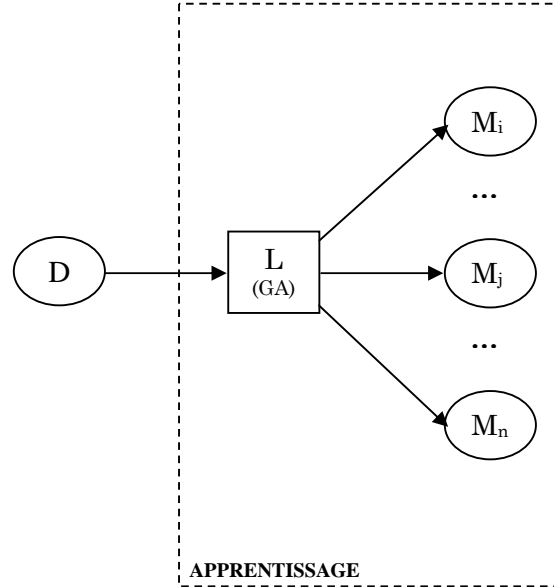 Mi
...
D
L
(GA)
Mj
...
Mn
APPRENTISSAGE